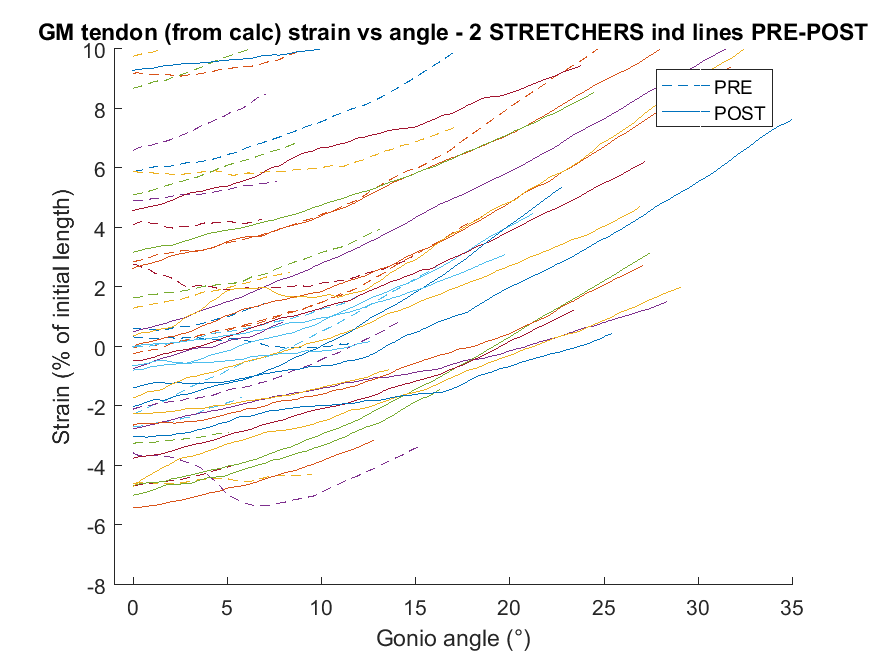 GM tendon (from calc) strain vs angle - 2 STRETCHERS ind lines PRE-POST
10
8
6
4
2
0
-2
-4
-6
-8
Strain (% of initial length)
PRE
POST
0 5 10 15 20 25 30 35
Gonio angle (°)